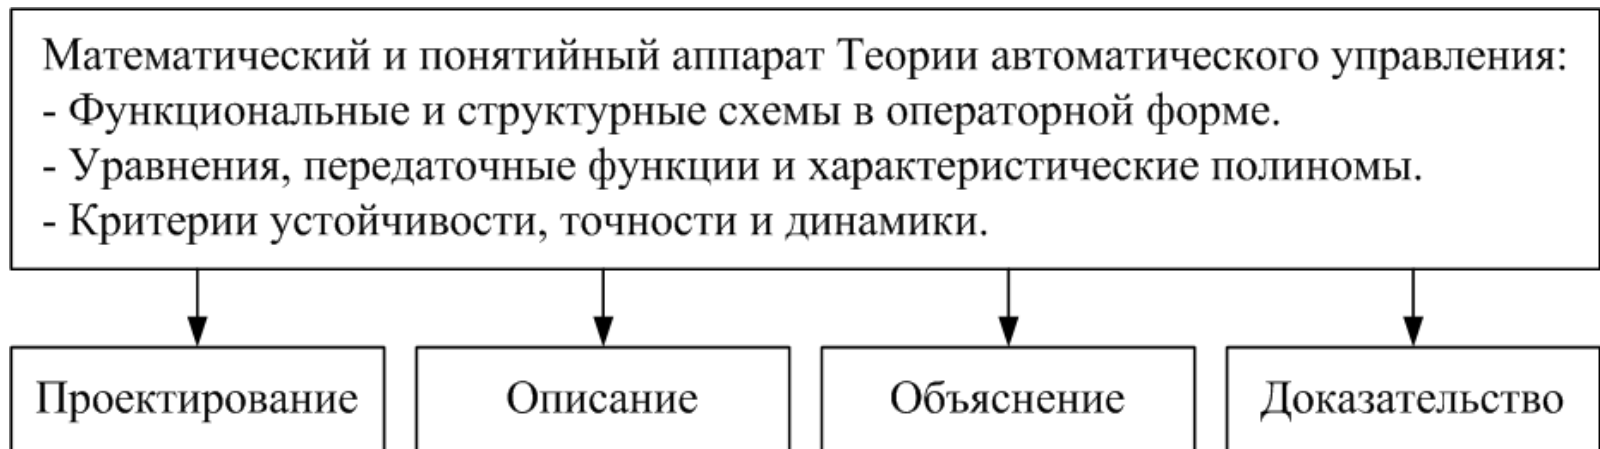 Математический и понятийный аппарат Теории автоматического управления:
- Функциональные и структурные схемы в операторной форме.
- Уравнения, передаточные функции и характеристические полиномы.
- Критерии устойчивости, точности и динамики.
Проектирование
Описание
Объяснение
Доказательство